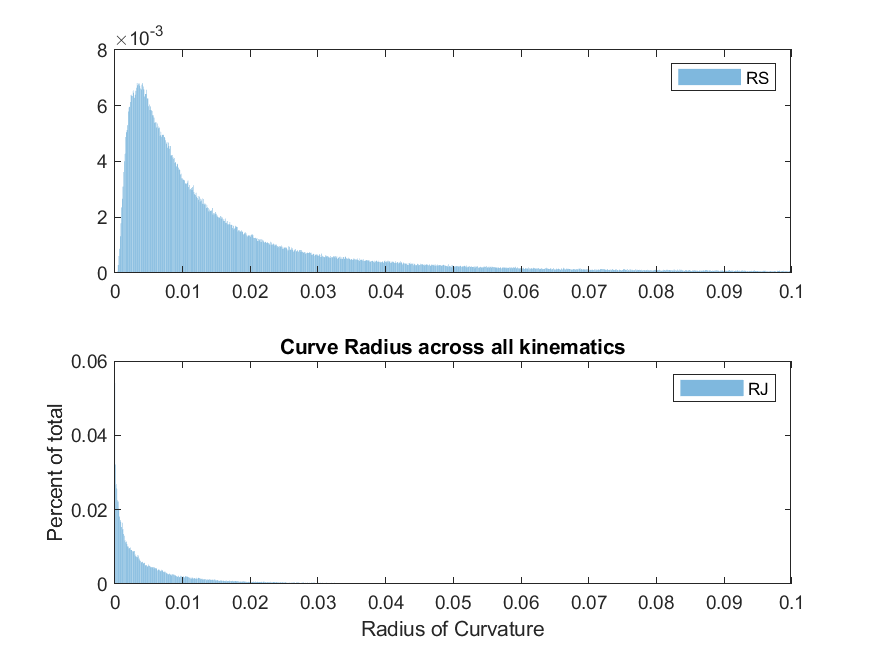 ×10-3
8
RS
6
4
2
0
0 0.01 0.02 0.03 0.04 0.05 0.06 0.07 0.08 0.09 0.1
Curve Radius across all kinematics
0.06
RJ
0.04
Percent of total
0.02
0
0 0.01 0.02 0.03 0.04 0.05 0.06 0.07 0.08 0.09 0.1
Radius of Curvature